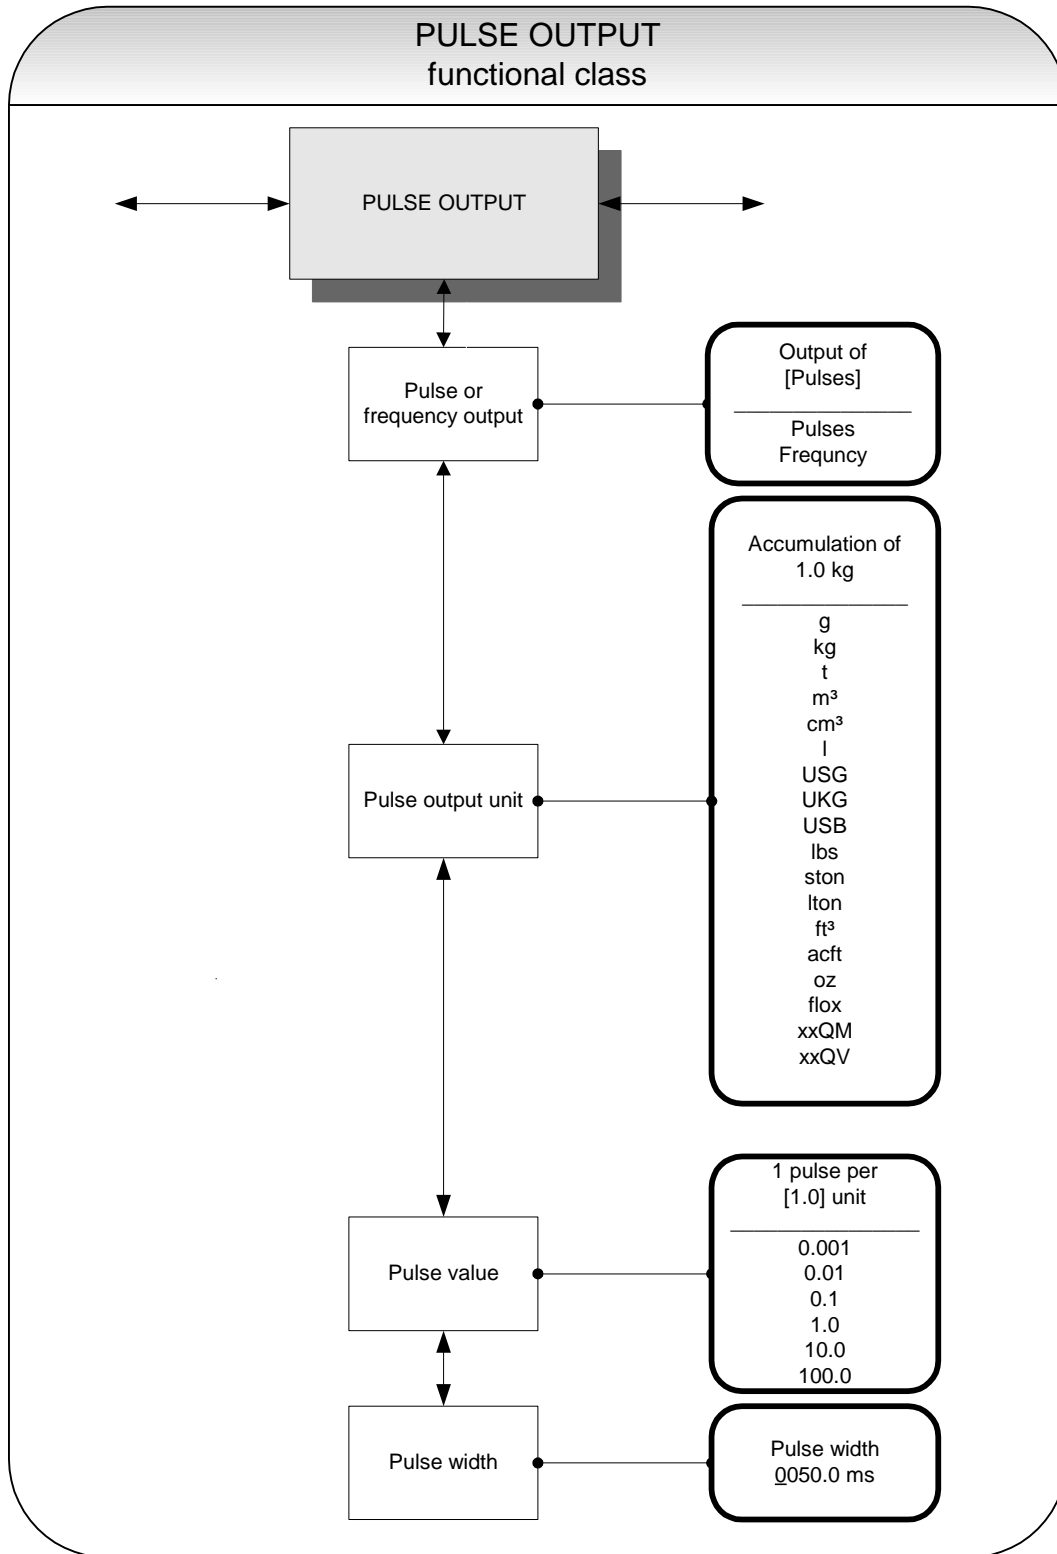 PULSE OUTPUT
functional class
PULSE OUTPUT
Pulse or
frequency output
Output of
[Pulses]
Pulses
Frequncy
Pulse output unit
Accumulation of
1.0 kg
g
kg
t
m³
cm³
l
USG
UKG
USB
lbs
ston
lton
ft³
acft
oz
flox
xxQM
xxQV
Pulse value
1 pulse per
[1.0] unit
0.001
0.01
0.1
1.0
10.0
100.0
Pulse width
Pulse width
0050.0 ms